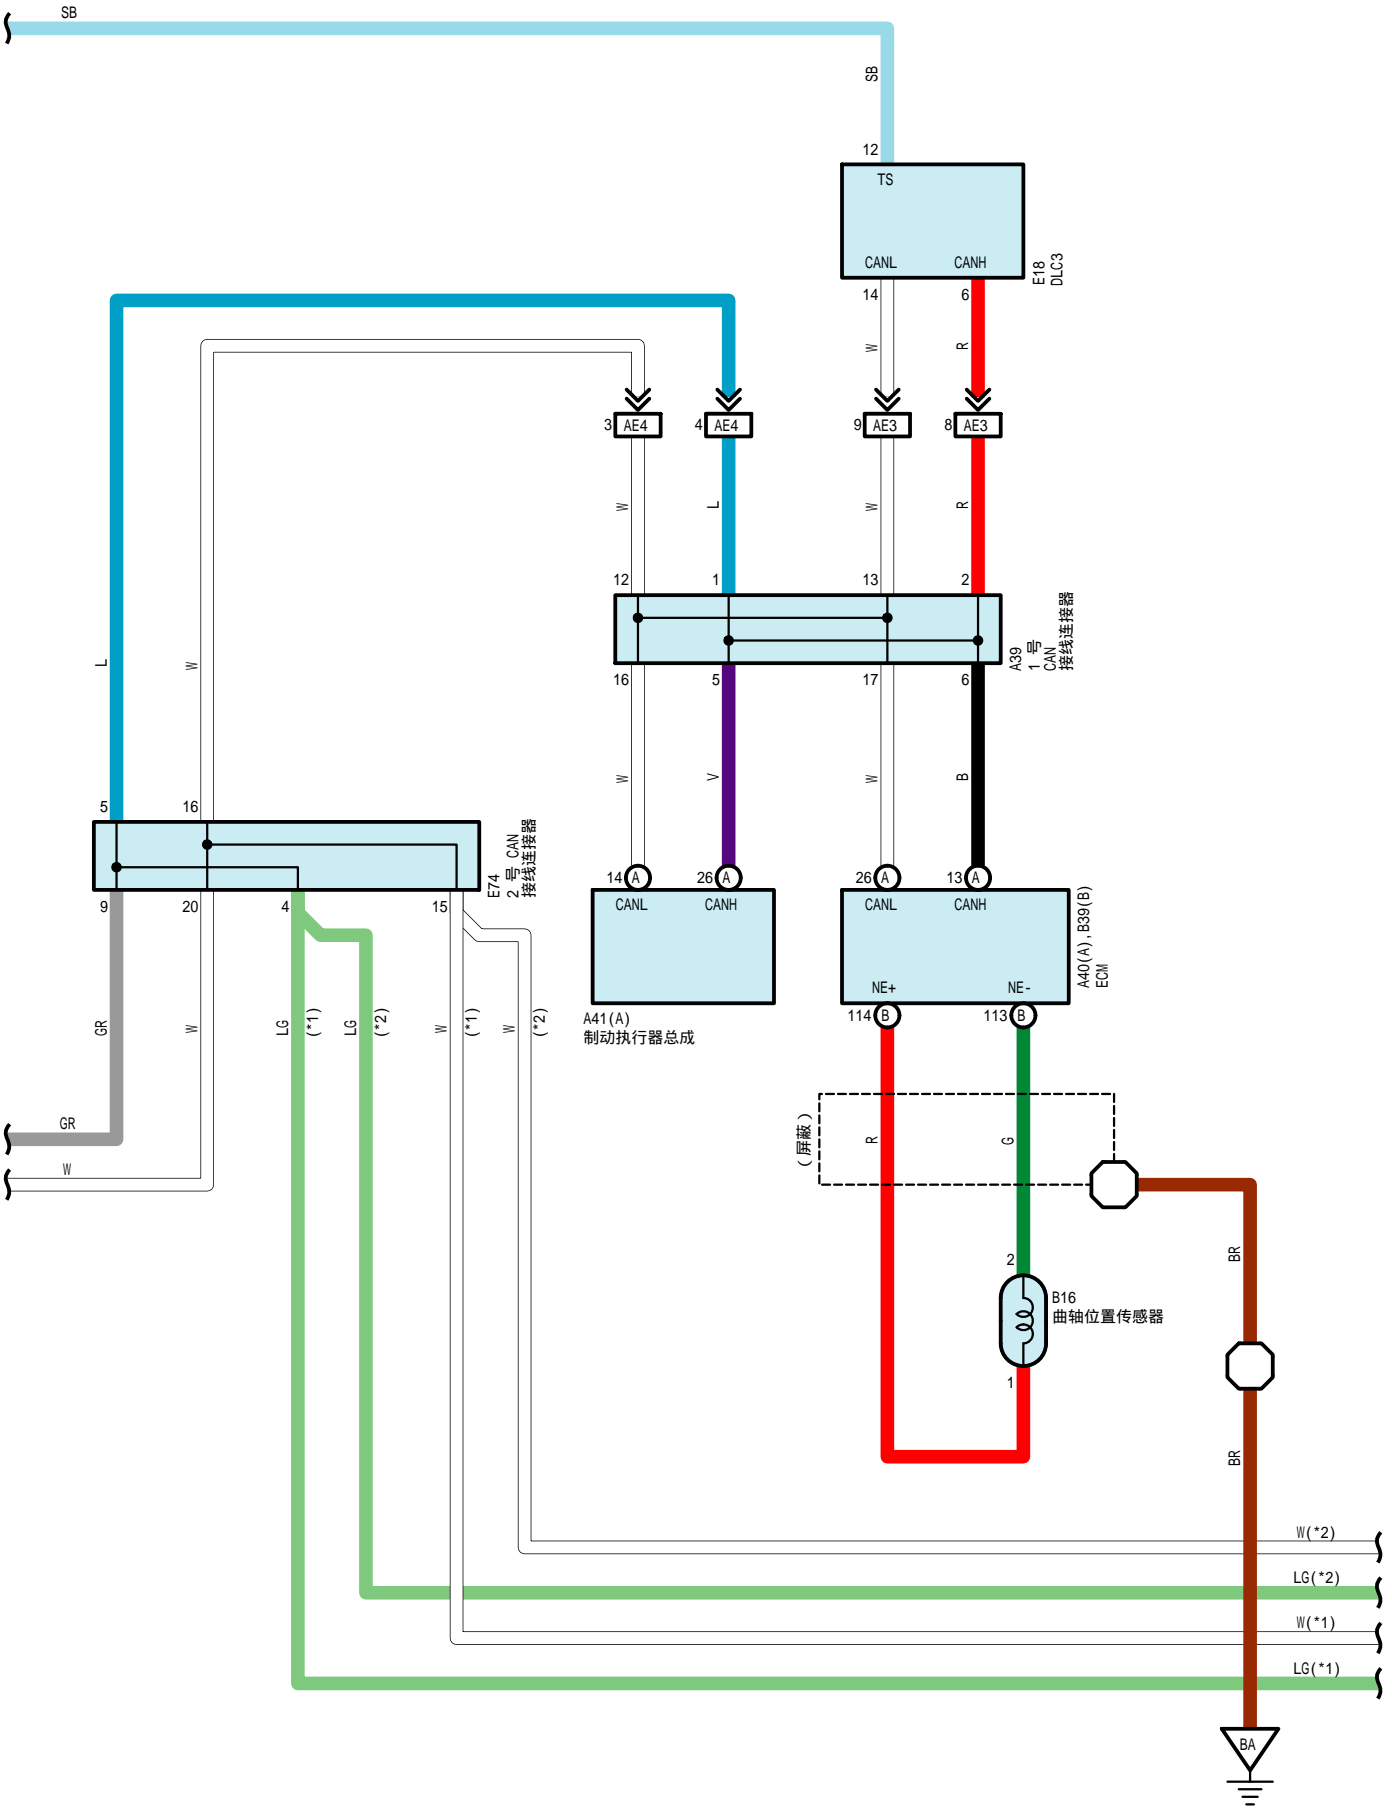 SB
SB
12
TS
CANL
CANH
E18
DLC3
14
6
W
R
3
AE4
4
AE4
9
AE3
8
AE3
W
L
W
R
12
1
13
2
A39
1 号
CAN
接线连接器
L
W
16
5
17
6
W
V
W
B
5
16
E74
2 号 CAN
接线连接器
9
20
4
15
14
A
26
A
26
A
13
A
CANL
CANH
CANL
CANH
A40(A),B39(B)
ECM
NE+
NE-
A41(A)
制动执行器总成
114
B
113
B
GR
W
LG
(*1)
LG
(*2)
W
(*1)
W
(*2)
GR
W
(屏蔽)
R
G
BR
2
B16
曲轴位置传感器
1
BR
W(*2)
LG(*2)
W(*1)
LG(*1)
BA